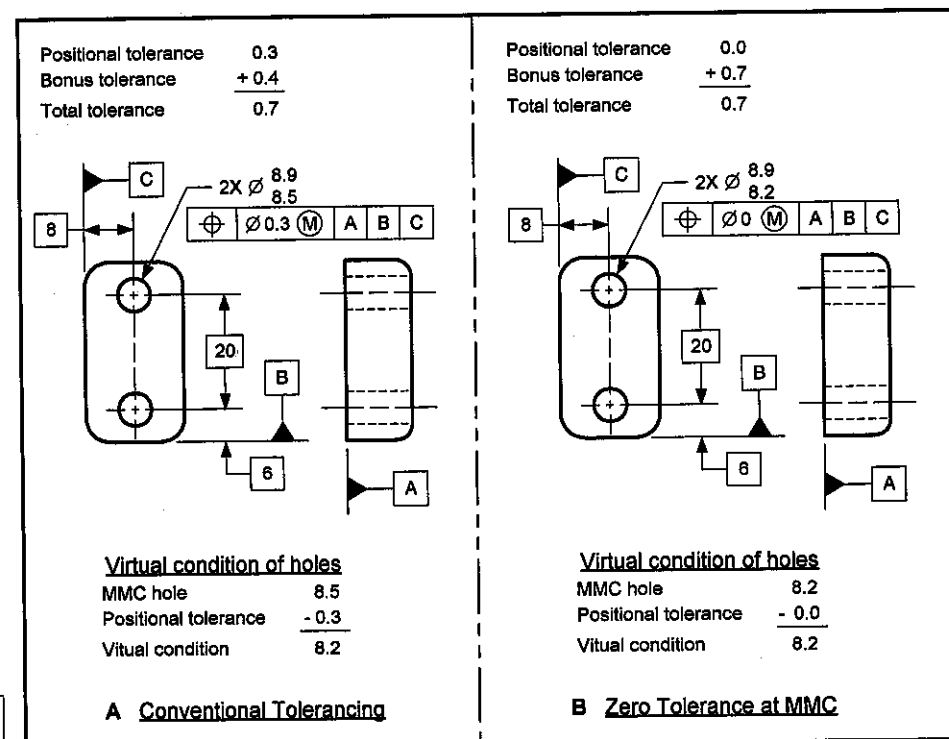 Positional tolerance 0.3
Bonus tolerance + 0.4
Total tolerance 0.7
C
2X Ø 8.9
8.5
8
⌖ Ø 0.3 Ⓜ A B C
20
B
6
A
Virtual condition of holes
MMC hole 8.5
Positional tolerance - 0.3
Vitual condition 8.2
A Conventional Tolerancing
Positional tolerance 0.0
Bonus tolerance + 0.7
Total tolerance 0.7
C
2X Ø 8.9
8.2
8
⌖ Ø 0 Ⓜ A B C
20
B
6
A
Virtual condition of holes
MMC hole 8.2
Positional tolerance - 0.0
Vitual condition 8.2
B Zero Tolerance at MMC